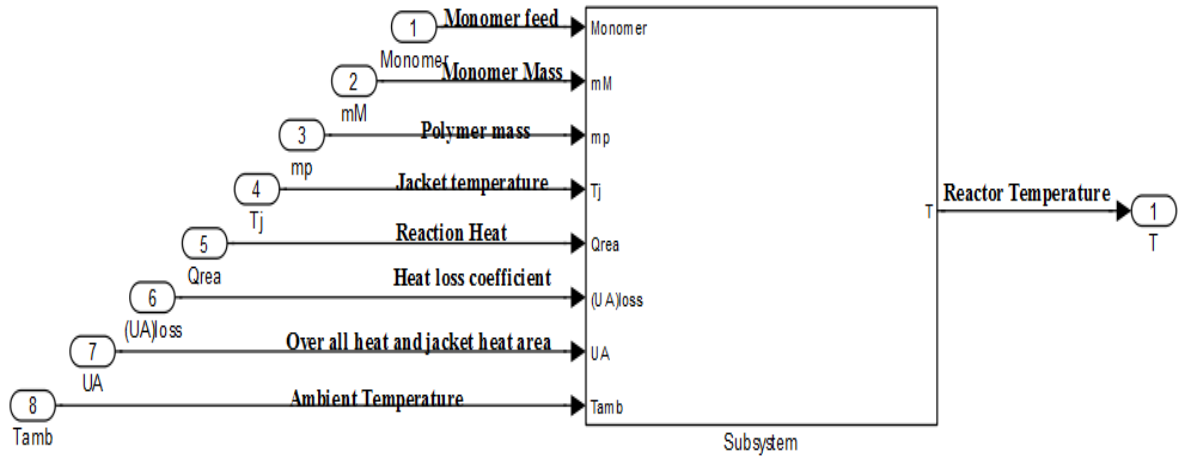 1
Monomer feed
Monomer
Monomer
2
Monomer Mass
mM
mM
3
Polymer mass
mp
mp
4
Jacket temperature
Tj
Tj
5
Reaction Heat
Qrea
Qrea
6
Heat loss coefficient
(UA)loss
(UA)loss
7
Over all heat and jacket heat area
UA
UA
8
Ambient Temperature
Tamb
Tamb
Subsystem
T
Reactor Temperature
1
T